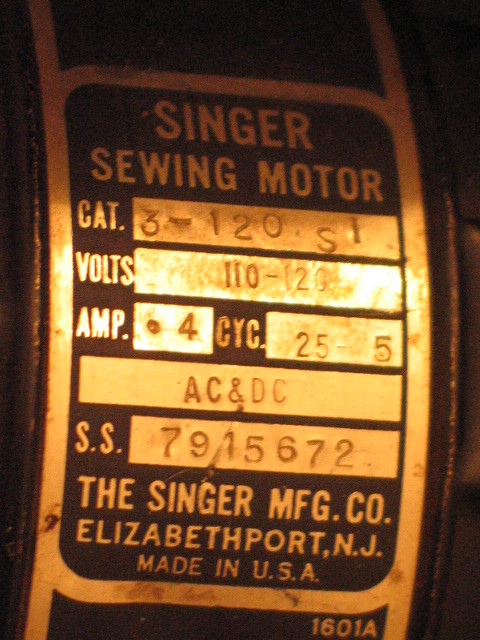 SINGER
SEWING MOTOR
CAT. 3-120.S1
VOLTS 110-120
AMP. .4 CYC. 25-5
AC&DC
S.S. 7915672
THE SINGER MFG. CO.
ELIZABETHPORT, N.J.
MADE IN U.S.A.
1601A